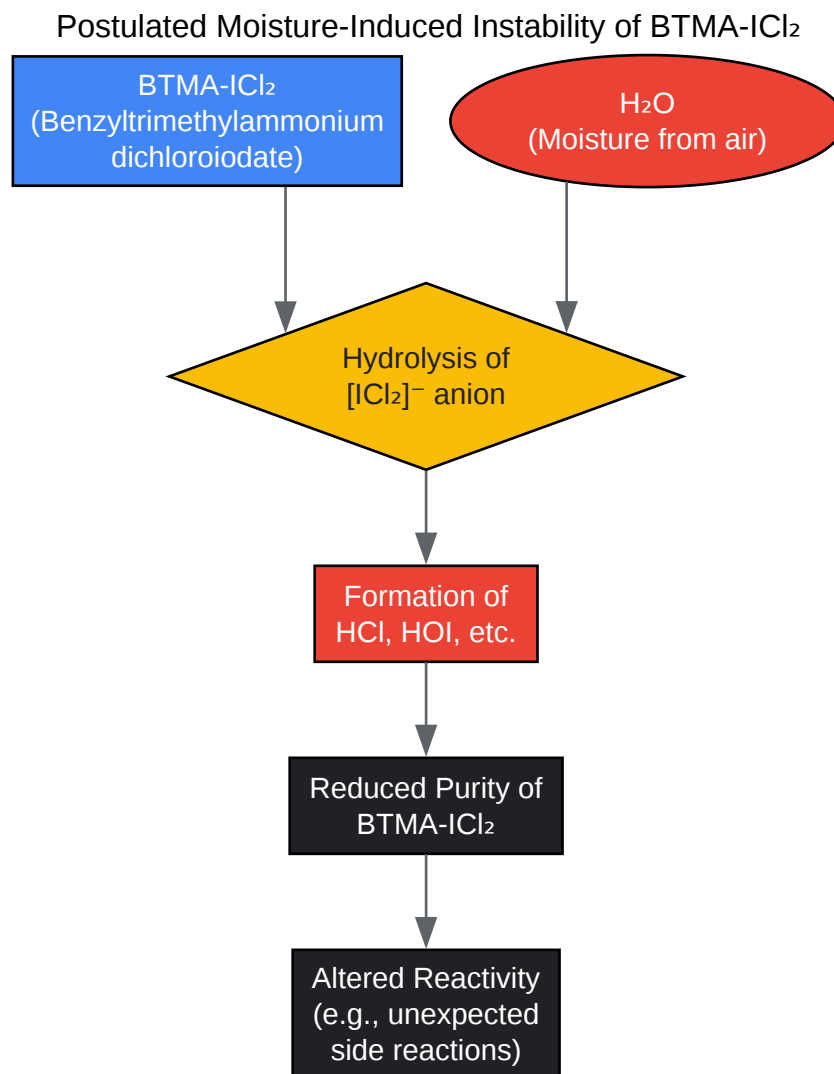 Postulated Moisture-Induced Instability of BTMA-ICl₂
BTMA-ICl₂
(Benzyltrimethylammonium
dichloroiodate)
H₂O
(Moisture from air)
Hydrolysis of
[ICl₂]⁻ anion
Formation of
HCl, HOI, etc.
Reduced Purity of
BTMA-ICl₂
Altered Reactivity
(e.g., unexpected
side reactions)